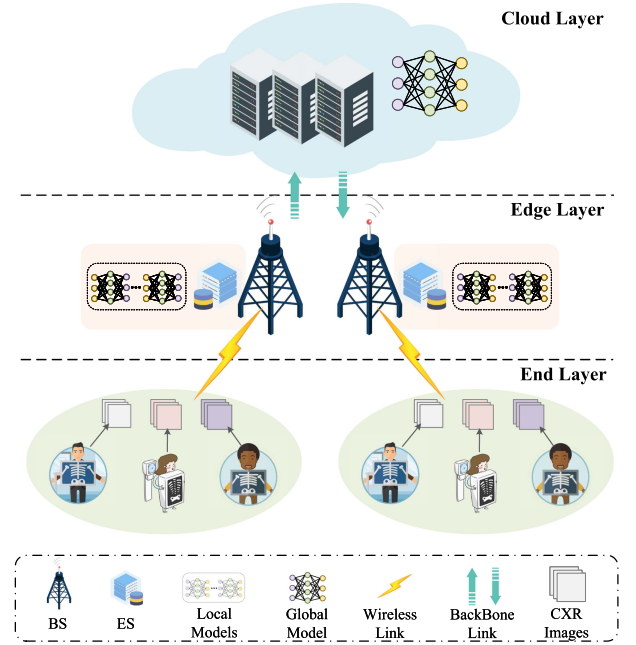 Cloud Layer
Edge Layer
End Layer
BS
ES
Local
Models
Global
Model
Wireless
Link
BackBone
Link
CXR
Images